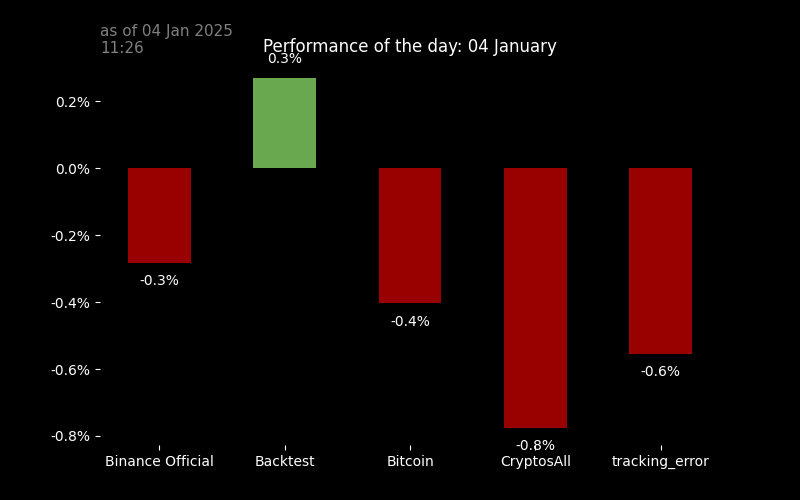 as of 04 Jan 2025
11:26
Performance of the day: 04 January
0.3%
0.2%
0.0%
-0.2%
-0.3%
-0.4%
-0.4%
-0.6%
-0.6%
-0.8%
-0.8%
Binance Official
Backtest
Bitcoin
CryptosAll
tracking_error